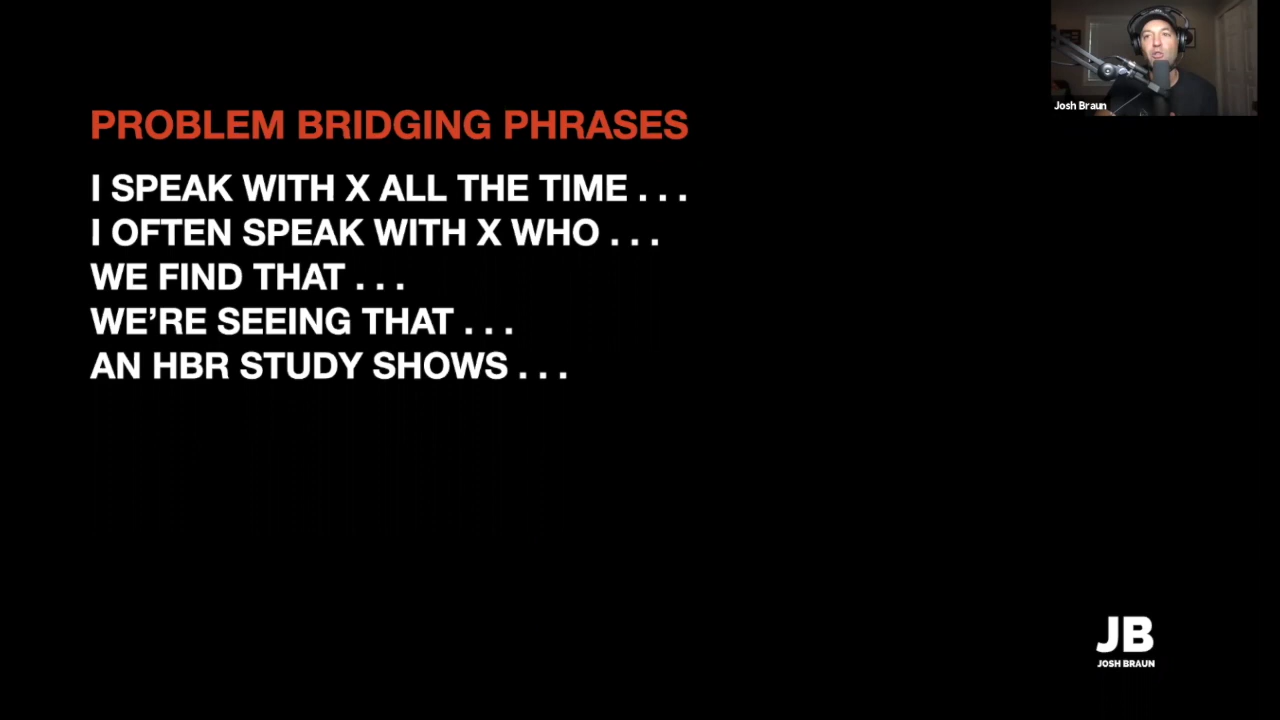 Josh Braun
PROBLEM BRIDGING PHRASES
I SPEAK WITH X ALL THE TIME . . .
I OFTEN SPEAK WITH X WHO . . .
WE FIND THAT . . .
WE’RE SEEING THAT . . .
AN HBR STUDY SHOWS . . .
JB
JOSH BRAUN